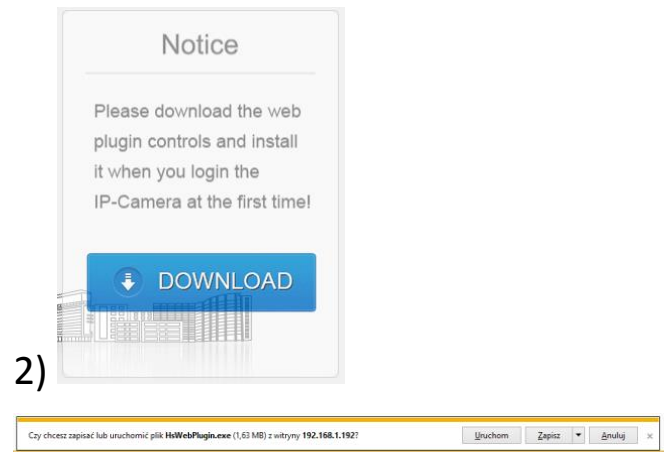 Notice
Please download the web
plugin controls and install
it when you login the
IP-Camera at the first time!
DOWNLOAD
2)
Czy chcesz zapisać lub uruchomić plik HsWebPlugin.exe (1,63 MB) z witryny 192.168.1.192? Uruchom Zapisz Anuluj ×